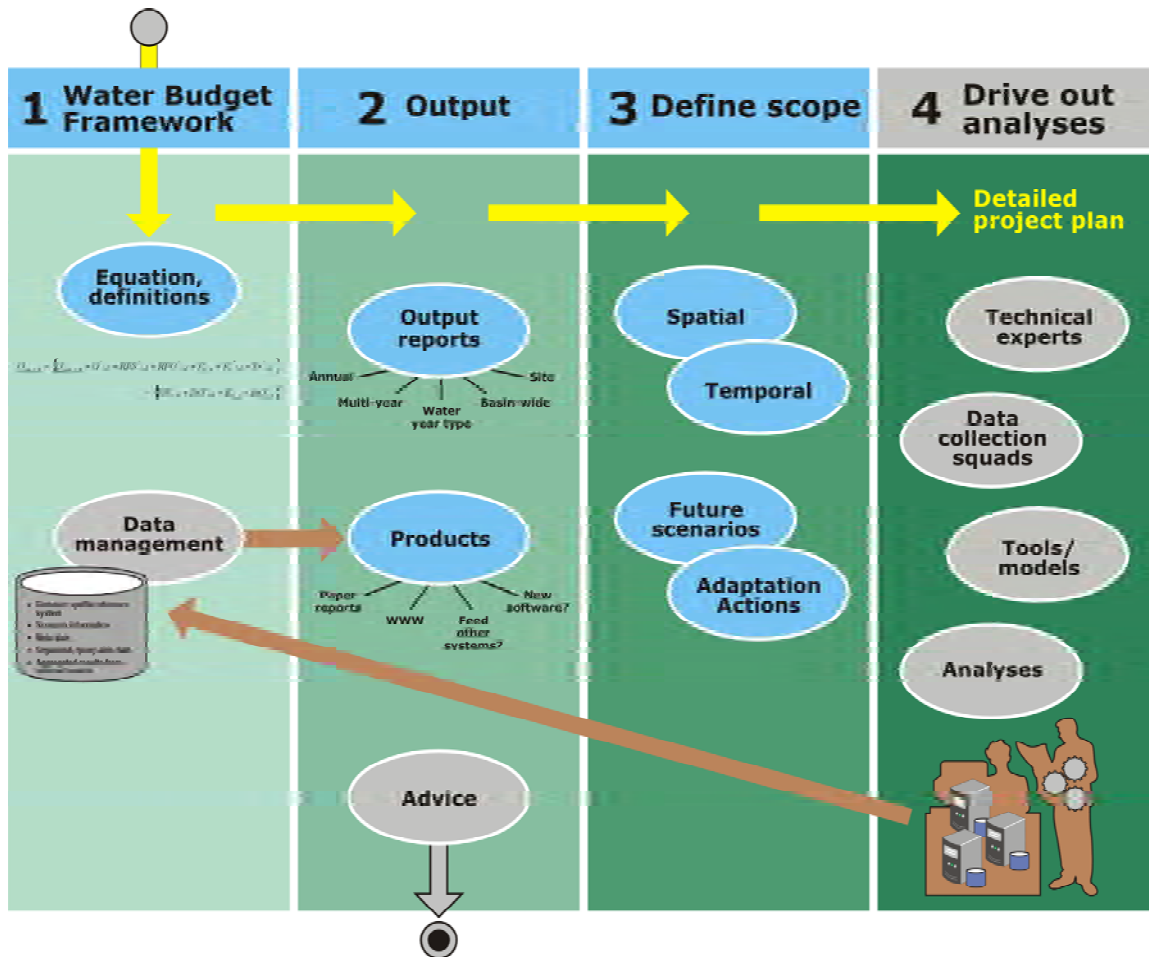 1 Water Budget
Framework
2 Output
3 Define scope
4 Drive out
analyses
Detailed
project plan
Equation,
definitions
Output
reports
Annual
Multi-year
Water
year type
Basin-wide
Site
Spatial
Temporal
Technical
experts
Data
collection
squads
Data
management
Products
Paper
reports
WWW
Feed
other
systems?
New
software?
Future
scenarios
Adaptation
Actions
Tools/
models
Analyses
Advice